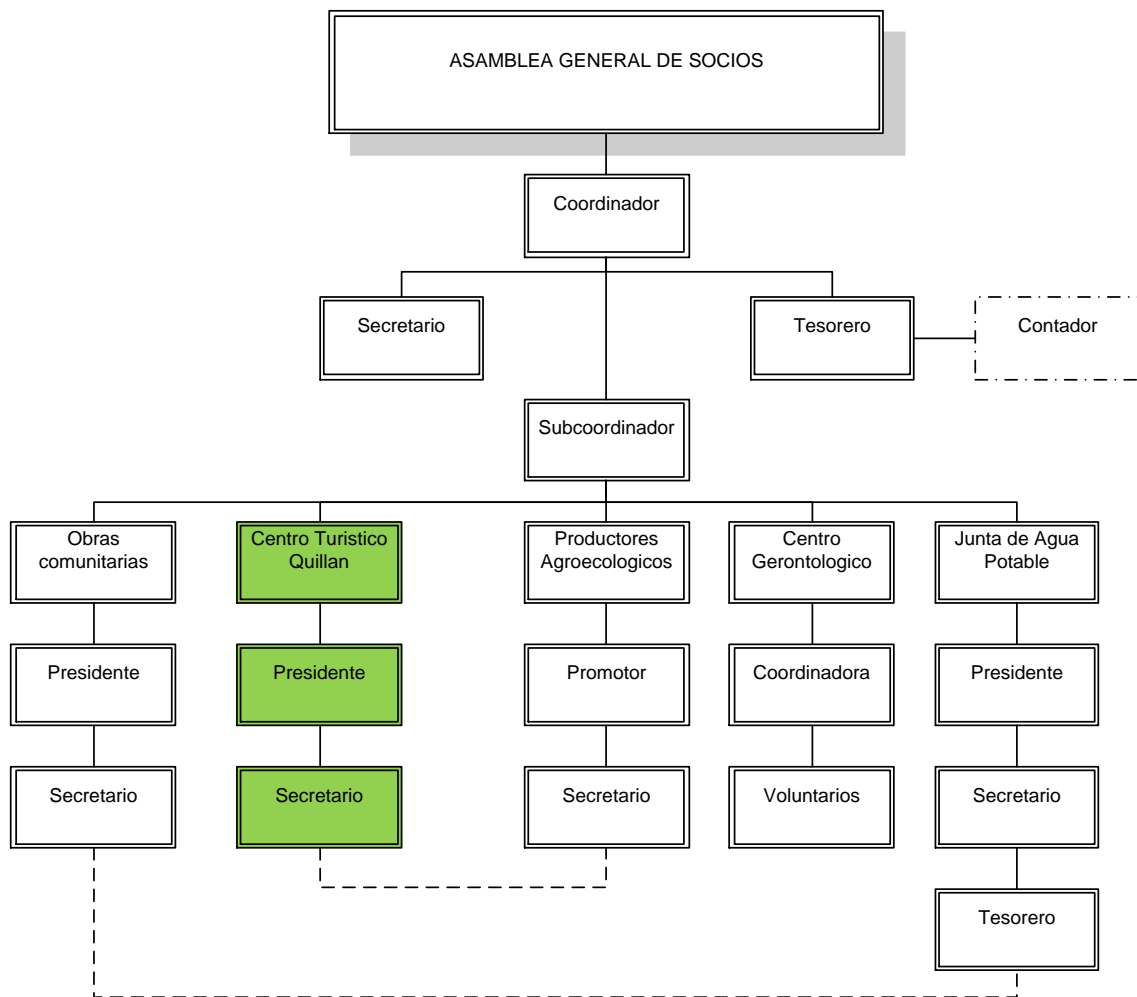 ASAMBLEA GENERAL DE SOCIOS
Coordinador
Secretario
Tesorero
Contador
Subcoordinador
Obras
comunitarias
Centro Turistico
Quillan
Productores
Agroecologicos
Centro
Gerontologico
Junta de Agua
Potable
Presidente
Presidente
Promotor
Coordinadora
Presidente
Secretario
Secretario
Secretario
Voluntarios
Secretario
Tesorero